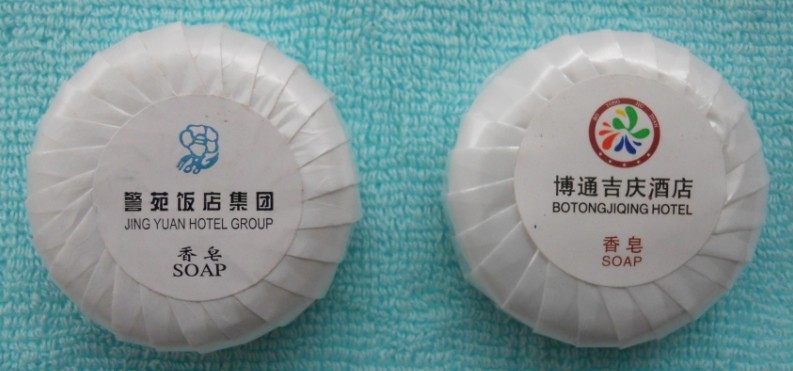 警苑饭店集团
JING YUAN HOTEL GROUP
香皂
SOAP
博通吉庆酒店
BOTONGJIQING HOTEL
香皂
SOAP